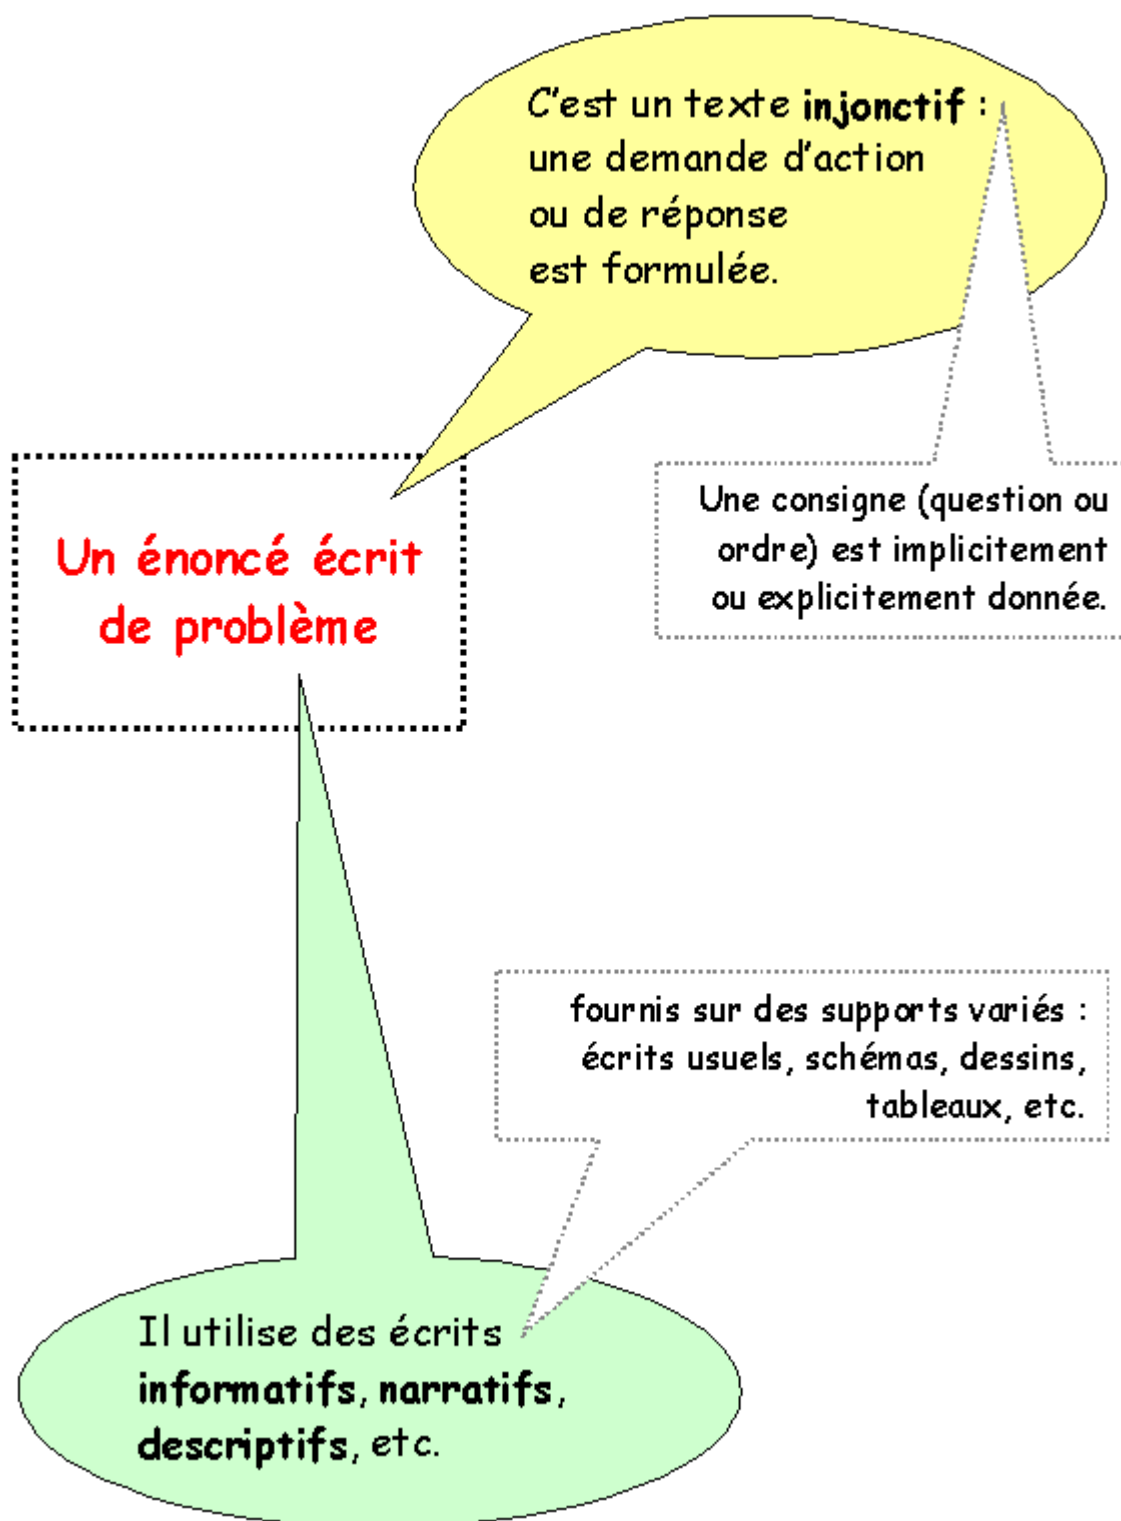 C'est un texte injonctif :
une demande d'action
ou de réponse
est formulée.
Une consigne (question ou
ordre) est implicitement
ou explicitement donnée.
Un énoncé écrit
de problème
fournis sur des supports variés :
écrits usuels, schémas, dessins,
tableaux, etc.
Il utilise des écrits
informatifs, narratifs,
descriptifs, etc.